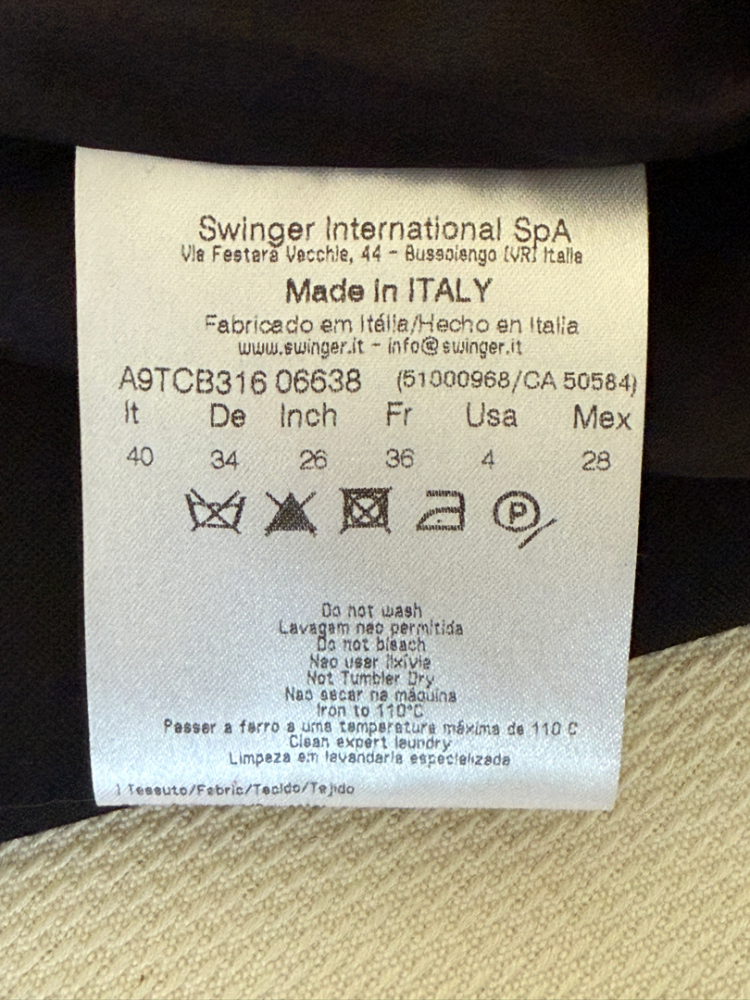 Swinger International SpA
Via Festara Vecchia, 44 - Bussolengo (VR) Italia
Made in ITALY
Fabricado em Itália/Hecho en Italia
www.swinger.it - info@swinger.it
A9TCB316 06638 (51000968/CA 50584)
It De Inch Fr Usa Mex
40 34 26 36 4 28
P
Do not wash
Lavagem nao permitida
Do not bleach
Nao usar lixívia
Not Tumbler Dry
Nao secar na máquina
Iron to 110°C
Passar a farro a uma temperatura máxima de 110 C
Clean expert laundry
Limpeza em lavandaria especializada
1 Tessuto/Fabric/Tecido/Tejido